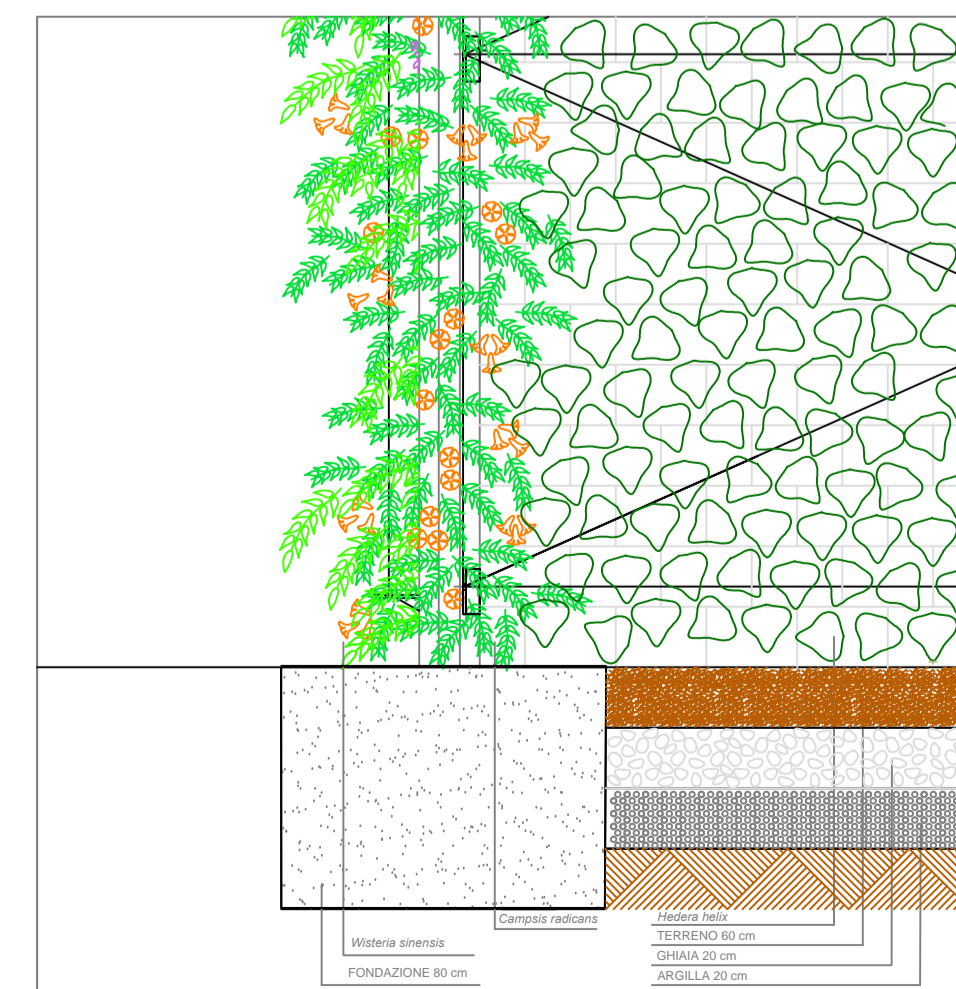 Campsis radicans
Wisteria sinensis
FONDAZIONE 80 cm
Hedera helix
TERRENO 60 cm
GHIAIA 20 cm
ARGILLA 20 cm